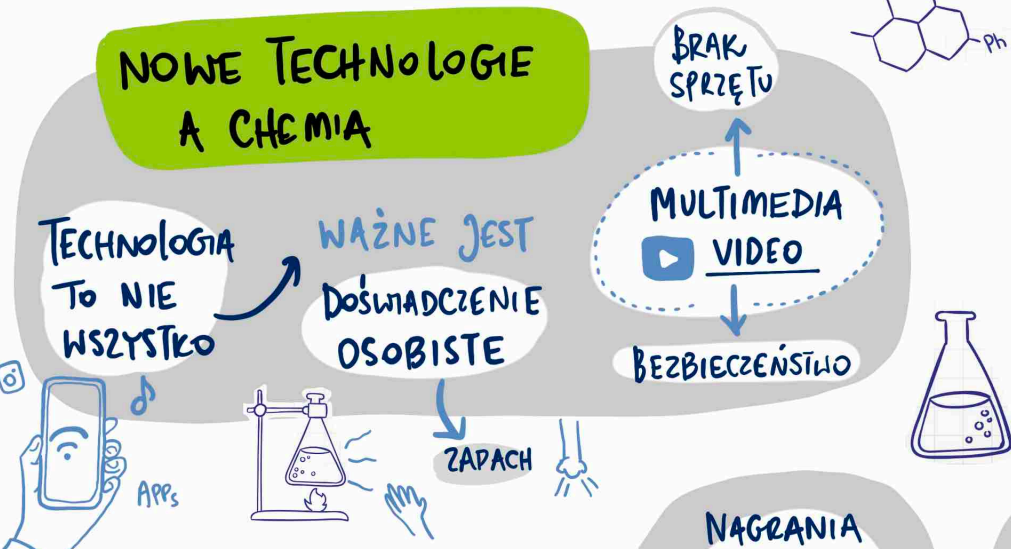 NOWE TECHNOLOGIE
A CHEMIA
BRAK
SPRZĘTU
Ph
TECHNOLOGIA
TO NIE
WSZYSTKO
WAŻNE JEST
DOŚWIADCZENIE
OSOBISTE
MULTIMEDIA
VIDEO
BEZBIECZEŃSTWO
ZAPACH
APPs
NAGRANIA